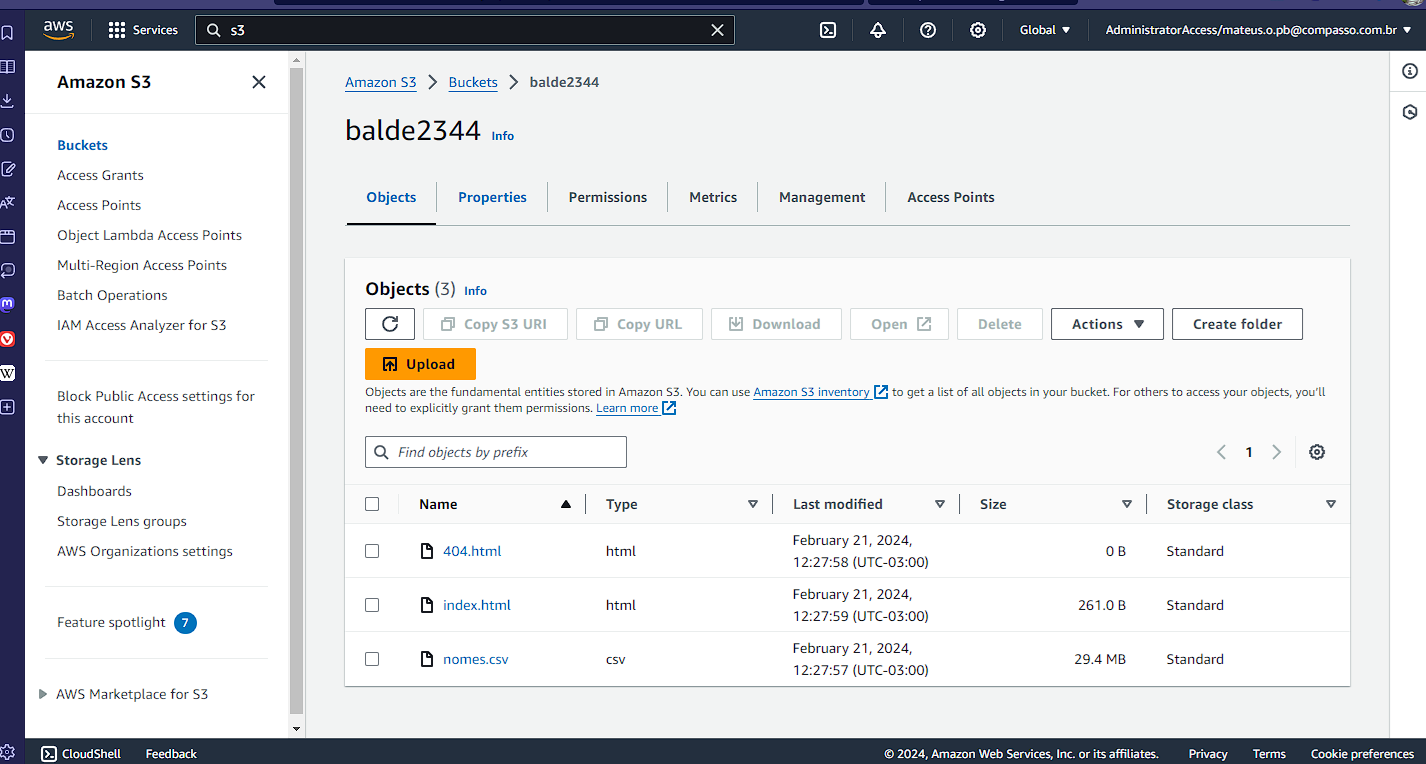 aws
Services
s3
Global
AdministratorAccess/mateus.o.pb@compasso.com.br
Amazon S3
Buckets
Access Grants
Access Points
Object Lambda Access Points
Multi-Region Access Points
Batch Operations
IAM Access Analyzer for S3
Block Public Access settings for
this account
Storage Lens
Dashboards
Storage Lens groups
AWS Organizations settings
Feature spotlight 7
AWS Marketplace for S3
Amazon S3 > Buckets > balde2344
balde2344 Info
Objects Properties Permissions Metrics Management Access Points
Objects (3) Info
Copy S3 URI Copy URL Download Open Delete Actions Create folder
Upload
Objects are the fundamental entities stored in Amazon S3. You can use Amazon S3 inventory to get a list of all objects in your bucket. For others to access your objects, you'll
need to explicitly grant them permissions. Learn more
Find objects by prefix
1
Name Type Last modified Size Storage class
404.html html February 21, 2024, 0 B Standard
12:27:58 (UTC-03:00)
index.html html February 21, 2024, 261.0 B Standard
12:27:59 (UTC-03:00)
nomes.csv csv February 21, 2024, 29.4 MB Standard
12:27:57 (UTC-03:00)
CloudShell Feedback © 2024, Amazon Web Services, Inc. or its affiliates. Privacy Terms Cookie preferences